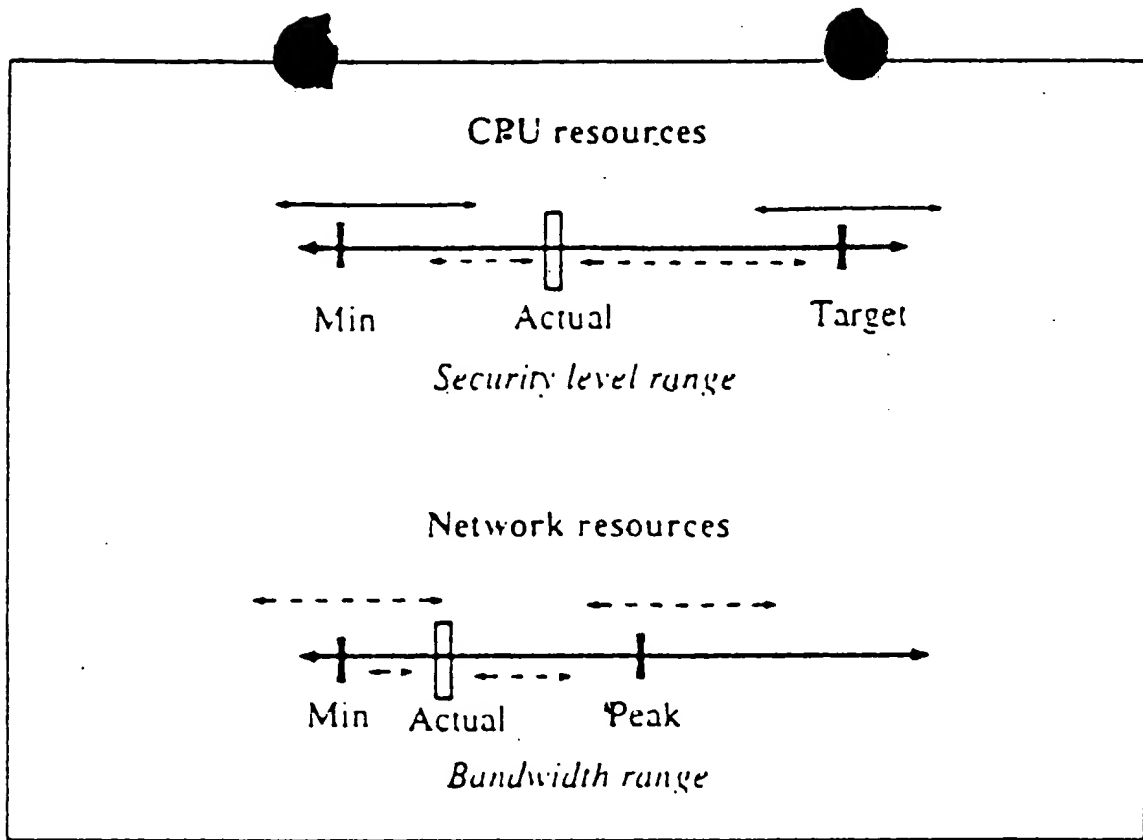 CPU resources
Min Actual Target
Security level range
Network resources
Min Actual Peak
Bandwidth range